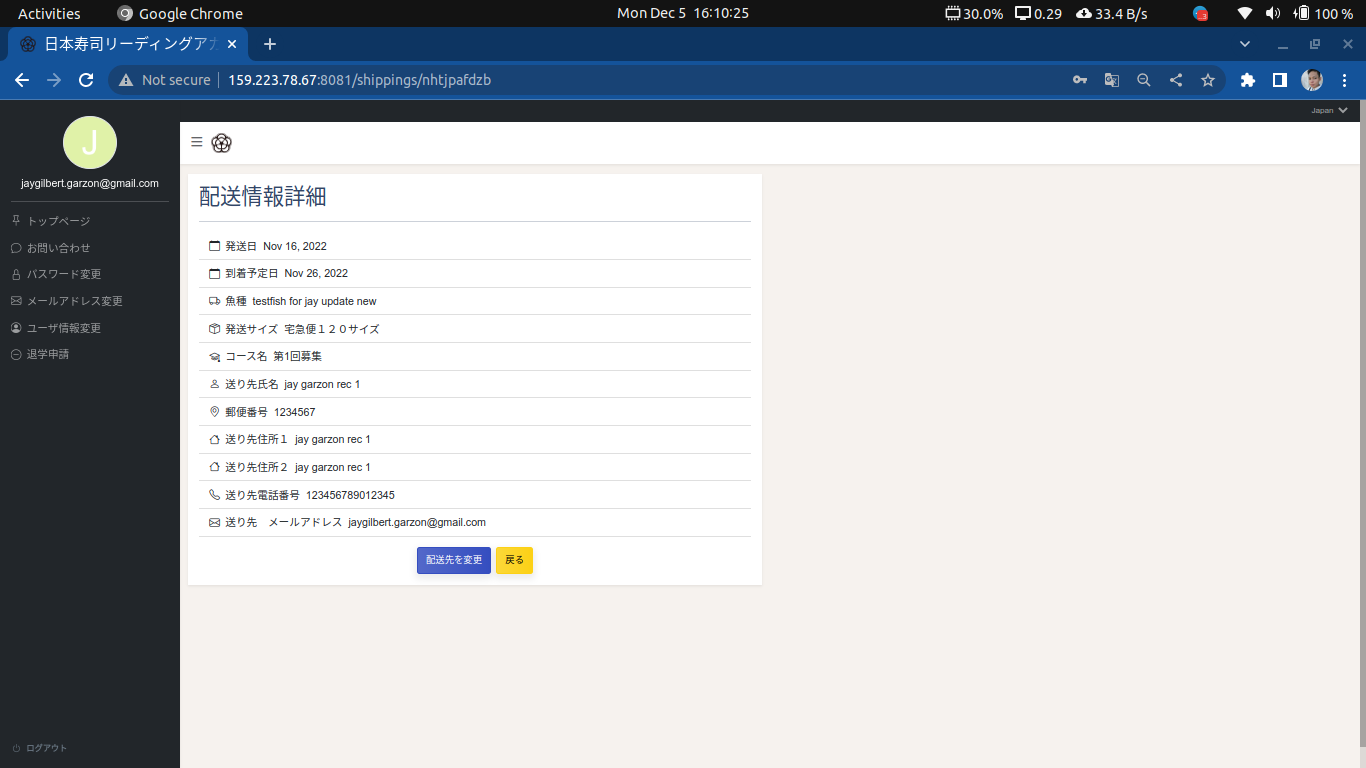 Activities Google Chrome Mon Dec 5 16:10:25 30.0% 0.29 33.4 B/s 3 100 %
日本寿司リーディングアカ
Not secure 159.223.78.67:8081/shippings/nhtjpafdzb
Japan
J
jaygilbert.garzon@gmail.com
トップページ
お問い合わせ
パスワード変更
メールアドレス変更
ユーザ情報変更
退学申請
ログアウト
配送情報詳細
発送日 Nov 16, 2022
到着予定日 Nov 26, 2022
魚種 testfish for jay update new
発送サイズ 宅急便１２０サイズ
コース名 第1回募集
送り先氏名 jay garzon rec 1
郵便番号 1234567
送り先住所１ jay garzon rec 1
送り先住所２ jay garzon rec 1
送り先電話番号 123456789012345
送り先　メールアドレス jaygilbert.garzon@gmail.com
配送先を変更 戻る